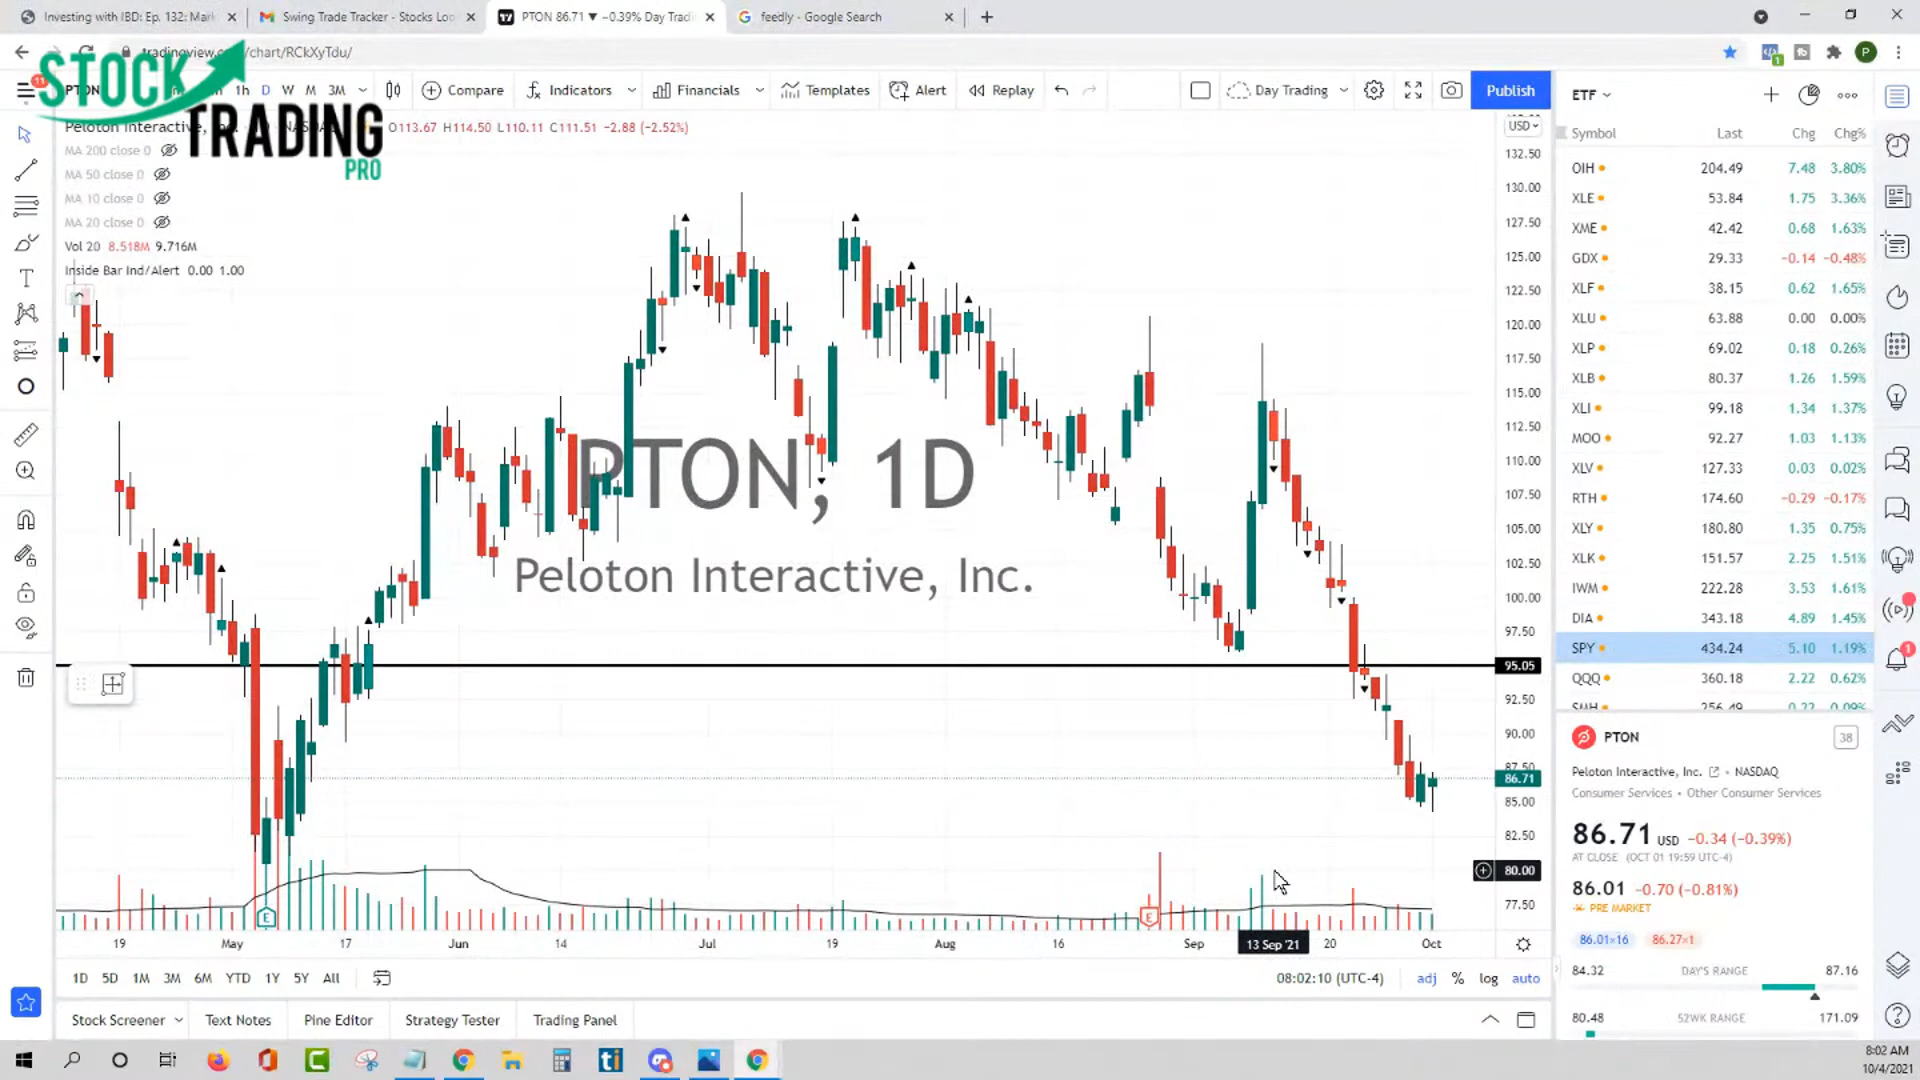 Investing with IBD: Ep. 132: Mark
Swing Trade Tracker - Stocks Loo
PTON 86.71 ▼ −0.39% Day Tradi
feedly - Google Search
/chart/RCkXyTdu/
STOCK
TRADING
PRO
11
1h D W M 3M
Compare
Indicators
Financials
Templates
Alert
Replay
Day Trading
Publish
Peloton Interactive,
O113.67 H114.50 L110.11 C111.51 −2.88 (−2.52%)
MA 200 close 0
MA 50 close 0
MA 10 close 0
MA 20 close 0
Vol 20 8.518M 9.716M
Inside Bar Ind/Alert 0.00 1.00
PTON, 1D
Peloton Interactive, Inc.
USD
132.50
130.00
127.50
125.00
122.50
120.00
117.50
115.00
112.50
110.00
107.50
105.00
102.50
100.00
97.50
95.05
92.50
90.00
87.50
86.71
85.00
82.50
80.00
77.50
E
E
19 May 17 Jun 14 Jul 19 Aug 16 Sep 13 Sep '21 20 Oct
1D 5D 1M 3M 6M YTD 1Y 5Y All
08:02:10 (UTC-4)
adj % log auto
Stock Screener
Text Notes
Pine Editor
Strategy Tester
Trading Panel
ETF
Symbol Last Chg Chg%
OIH 204.49 7.48 3.80%
XLE 53.84 1.75 3.36%
XME 42.42 0.68 1.63%
GDX 29.33 −0.14 −0.48%
XLF 38.15 0.62 1.65%
XLU 63.88 0.00 0.00%
XLP 69.02 0.18 0.26%
XLB 80.37 1.26 1.59%
XLI 99.18 1.34 1.37%
MOO 92.27 1.03 1.13%
XLV 127.33 0.03 0.02%
RTH 174.60 −0.29 −0.17%
XLY 180.80 1.35 0.75%
XLK 151.57 2.25 1.51%
IWM 222.28 3.53 1.61%
DIA 343.18 4.89 1.45%
SPY 434.24 5.10 1.19%
QQQ 360.18 2.22 0.62%
SMH 256.49 0.22 0.09%
PTON
38
Peloton Interactive, Inc. • NASDAQ
Consumer Services • Other Consumer Services
86.71 USD −0.34 (−0.39%)
AT CLOSE (OCT 01 19:59 UTC-4)
86.01 −0.70 (−0.81%)
PRE MARKET
86.01×16 86.27×1
84.32 DAY'S RANGE 87.16
80.48 52WK RANGE 171.09
1
P
1
8:02 AM
10/4/2021